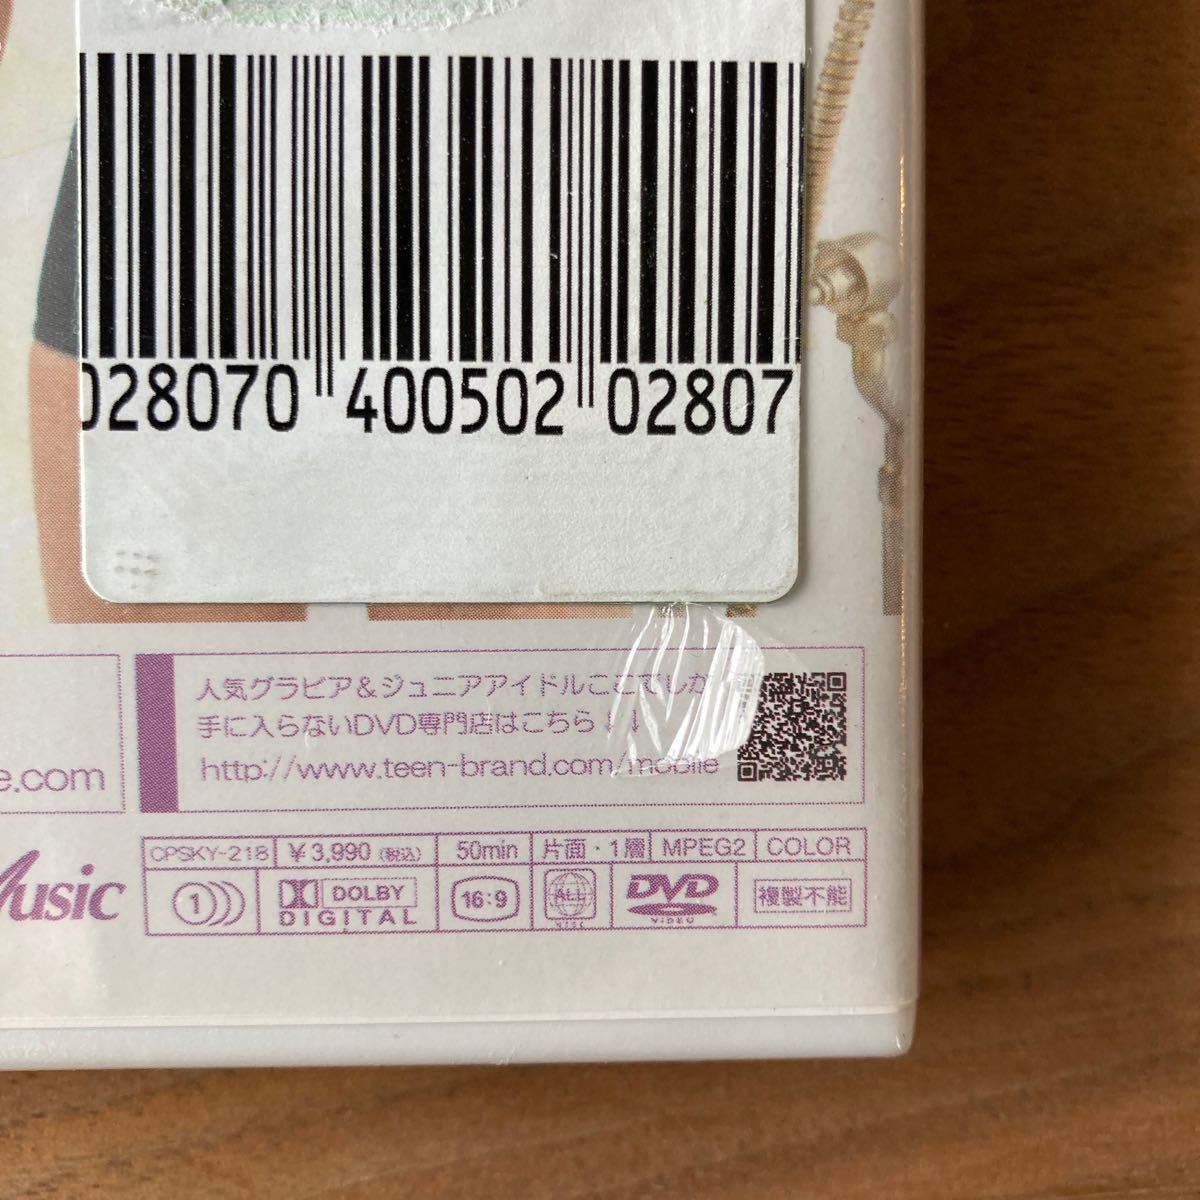 028070 400502 02807
人気グラビア&ジュニアアイドルここでしか
手に入らないDVD専門店はこちら↓↓
http://www.teen-brand.com/mobile
e.com
CPSKY-218 ¥3,990(税込) 50min 片面・1層 MPEG2 COLOR
Music
1 DOLBY DIGITAL 16:9 ALL NTSC DVD VIDEO 複製不能